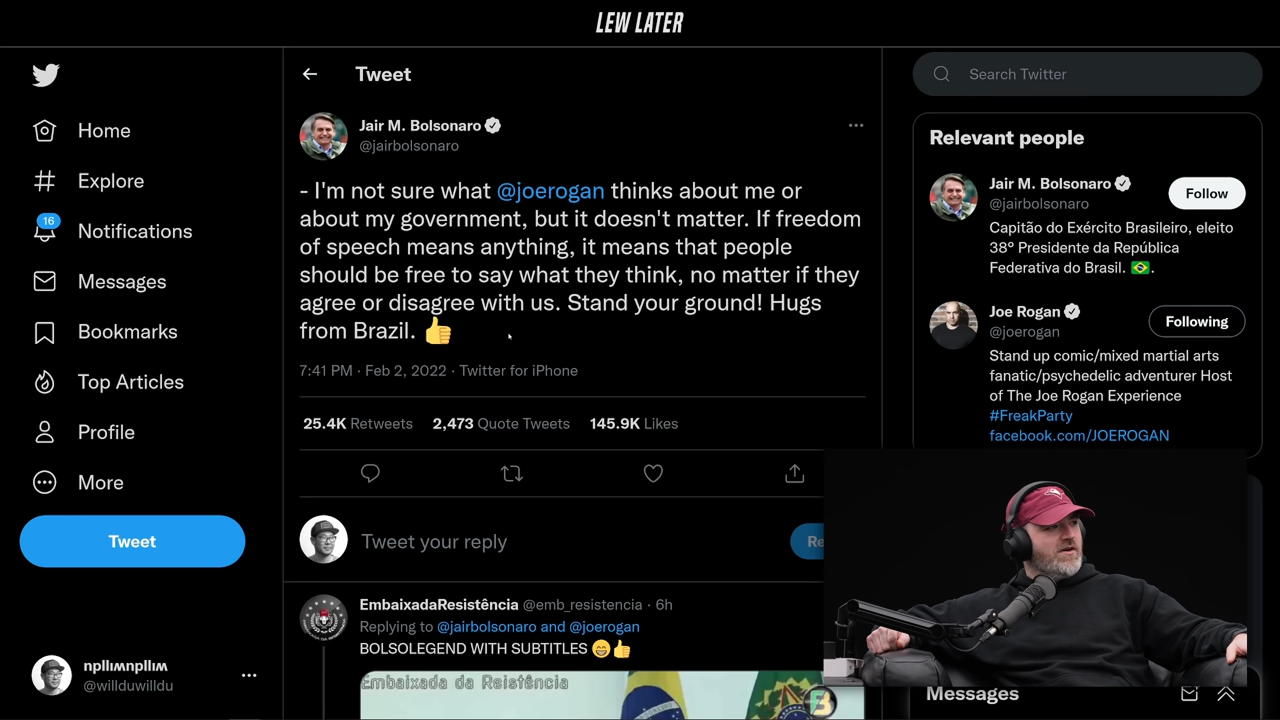 LEW LATER
Home
Explore
16
Notifications
Messages
Bookmarks
Top Articles
Profile
More
Tweet
npllıмnpllıм
@willduwilldu
Tweet
Jair M. Bolsonaro
@jairbolsonaro
- I'm not sure what @joerogan thinks about me or
about my government, but it doesn't matter. If freedom
of speech means anything, it means that people
should be free to say what they think, no matter if they
agree or disagree with us. Stand your ground! Hugs
from Brazil. 👍
7:41 PM · Feb 2, 2022 · Twitter for iPhone
25.4K Retweets 2,473 Quote Tweets 145.9K Likes
Tweet your reply
Re
EmbaixadaResistência @emb_resistencia · 6h
Replying to @jairbolsonaro and @joerogan
BOLSOLEGEND WITH SUBTITLES 😁👍
Embaixada da Reistência
Search Twitter
Relevant people
Jair M. Bolsonaro
@jairbolsonaro
Follow
Capitão do Exército Brasileiro, eleito
38° Presidente da República
Federativa do Brasil. 🇧🇷.
Joe Rogan
@joerogan
Following
Stand up comic/mixed martial arts
fanatic/psychedelic adventurer Host
of The Joe Rogan Experience
#FreakParty
facebook.com/JOEROGAN
Messages